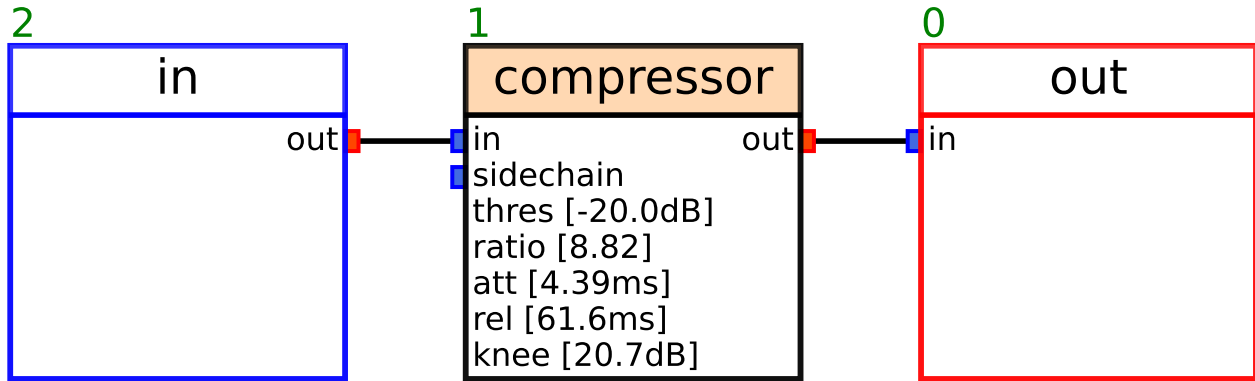 2
in
out
1
compressor
in
out
sidechain
thres [-20.0dB]
ratio [8.82]
att [4.39ms]
rel [61.6ms]
knee [20.7dB]
0
out
in